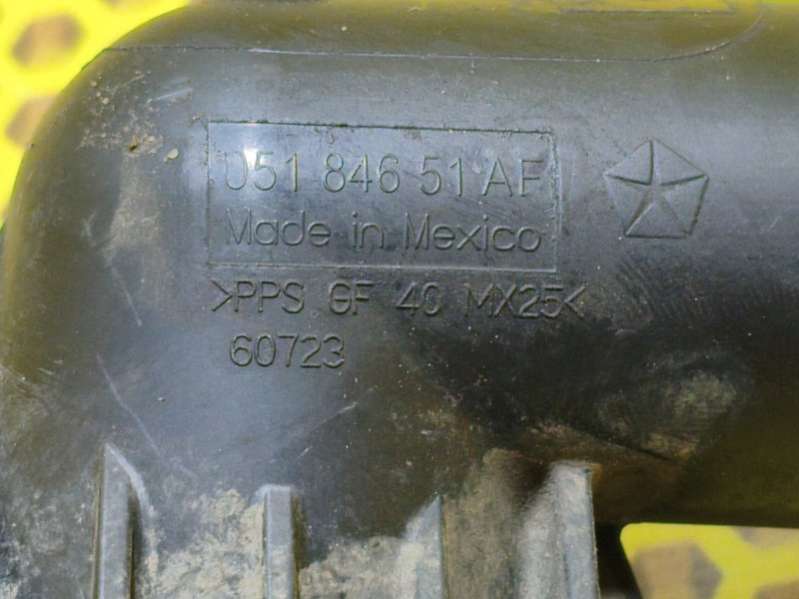 051 846 51 AF
Made in Mexico
>PPS GF 40 MX25<
60723